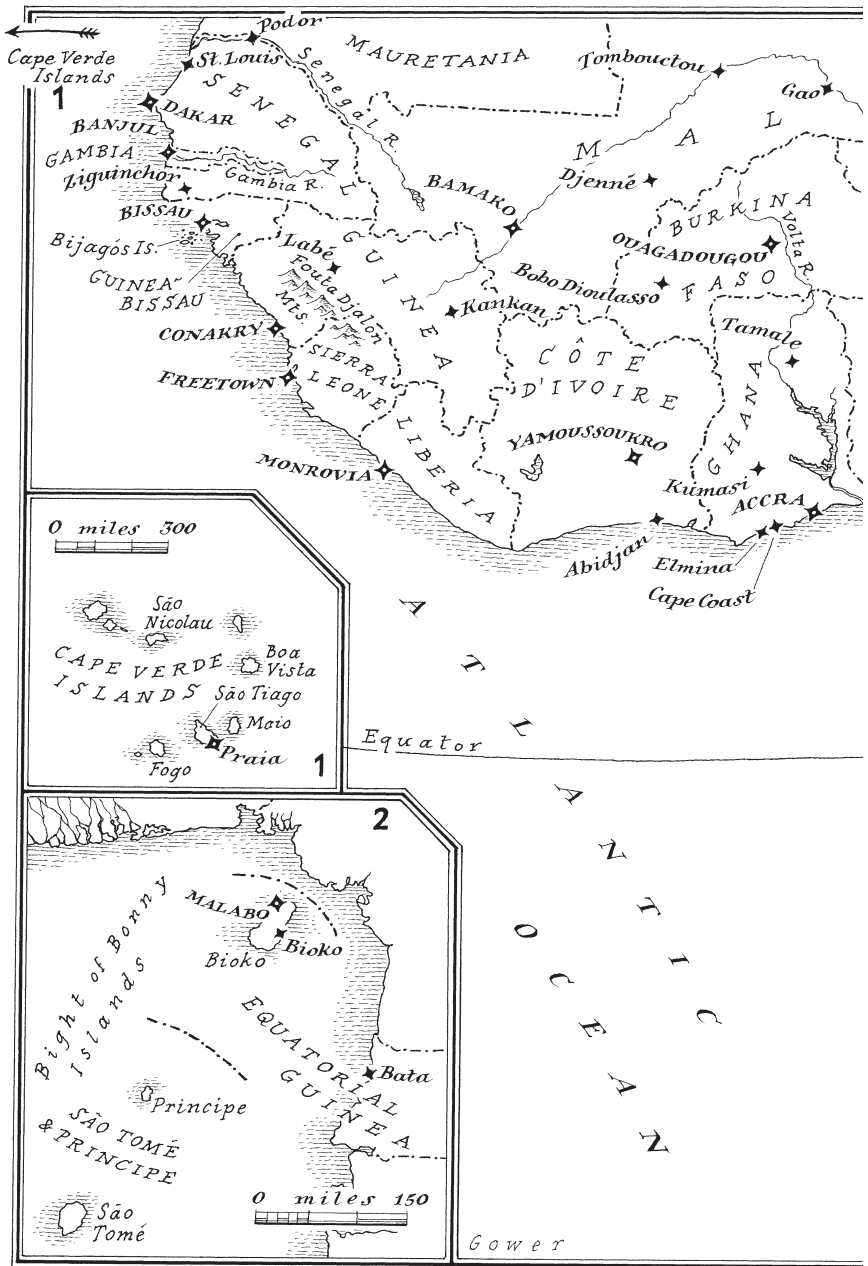 Cape Verde
Islands
1
Podor
St. Louis
MAURETANIA
Tombouctou
Gao
SENEGAL
Senegal R.
DAKAR
BANJUL
GAMBIA
Gambia R.
Ziguinchor
MAL
Djenné
BAMAKO
BURKINA
FASO
OUAGADOUGOU
Volta R.
BISSAU
Bijagós Is.
GUINEA-
BISSAU
Labé
Fouta Djalon
Mts.
GUINEA
Kankan
Bobo Dioulasso
Tamale
CONAKRY
SIERRA
LEONE
FREETOWN
CÔTE
D'IVOIRE
GHANA
LIBERIA
YAMOUSSOUKRO
MONROVIA
Kumasi
ACCRA
Abidjan
Elmina
Cape Coast
0 miles 300
São
Nicolau
CAPE VERDE
ISLANDS
Boa
Vista
São Tiago
Maio
Praia
Fogo
1
Equator
ATLANTIC
OCEAN
2
MALABO
Bioko
Bioko
Bight of Bonny
Islands
EQUATORIAL
GUINEA
Bata
Principe
SÃO TOMÉ
& PRINCIPE
São
Tomé
0 miles 150
Gower